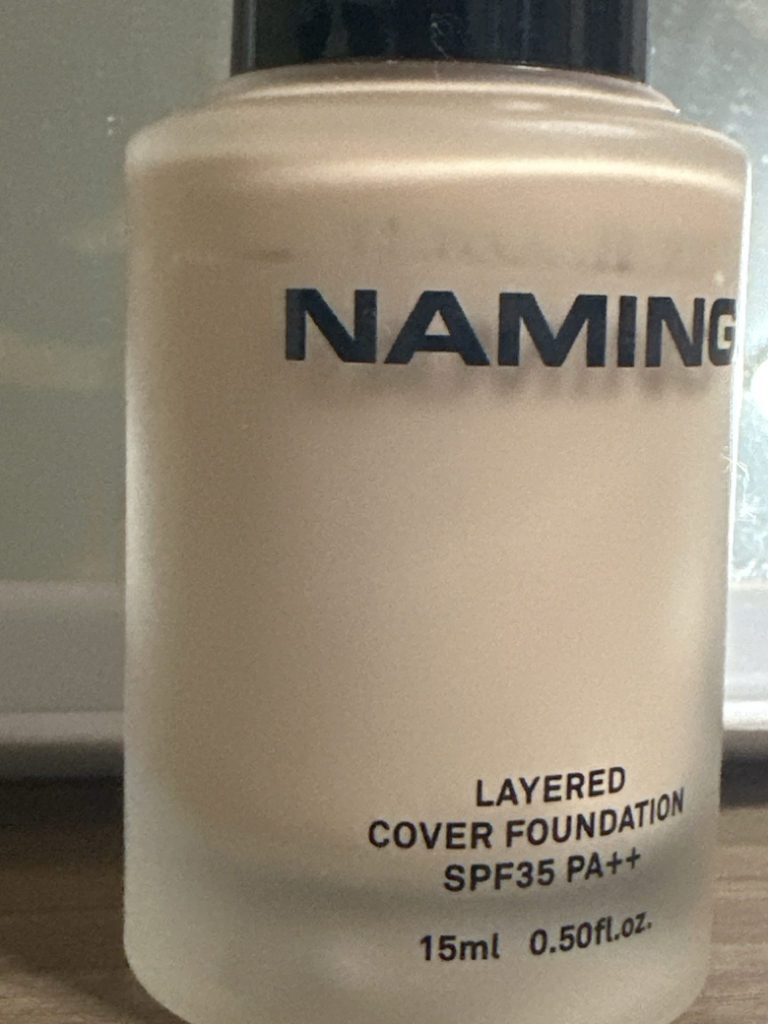 NAMING
LAYERED
COVER FOUNDATION
SPF35 PA++
15ml 0.50fl.oz.